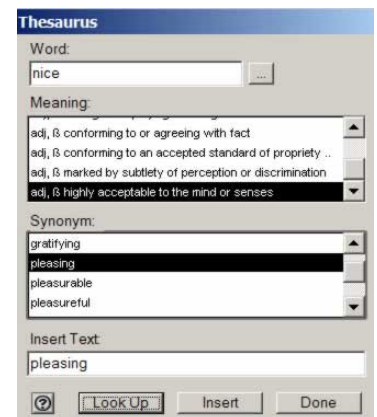 Thesaurus
Word:
nice
...
Meaning:
adj, ß conforming to or agreeing with fact
adj, ß conforming to an accepted standard of propriety ..
adj, ß marked by subtlety of perception or discrimination
adj, ß highly acceptable to the mind or senses
Synonym:
gratifying
pleasing
pleasurable
pleasureful
Insert Text:
pleasing
? Look Up Insert Done